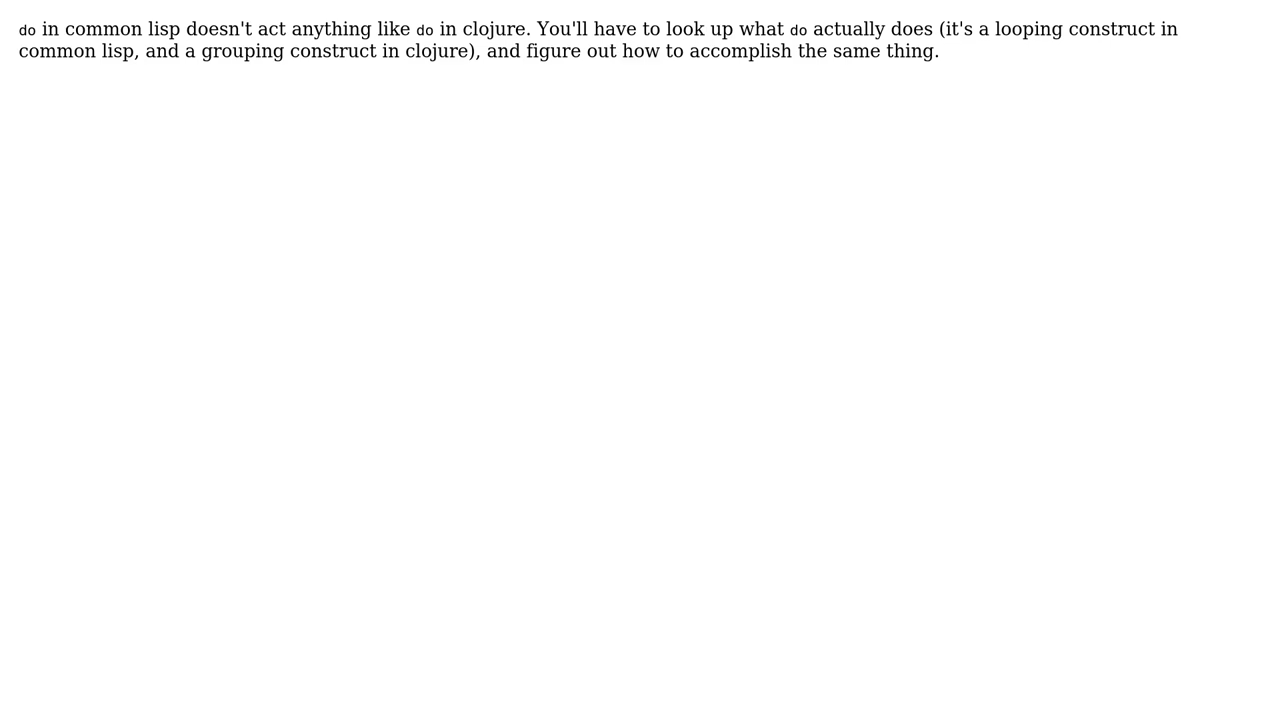 do in common lisp doesn't act anything like do in clojure. You'll have to look up what do actually does (it's a looping construct in
common lisp, and a grouping construct in clojure), and figure out how to accomplish the same thing.